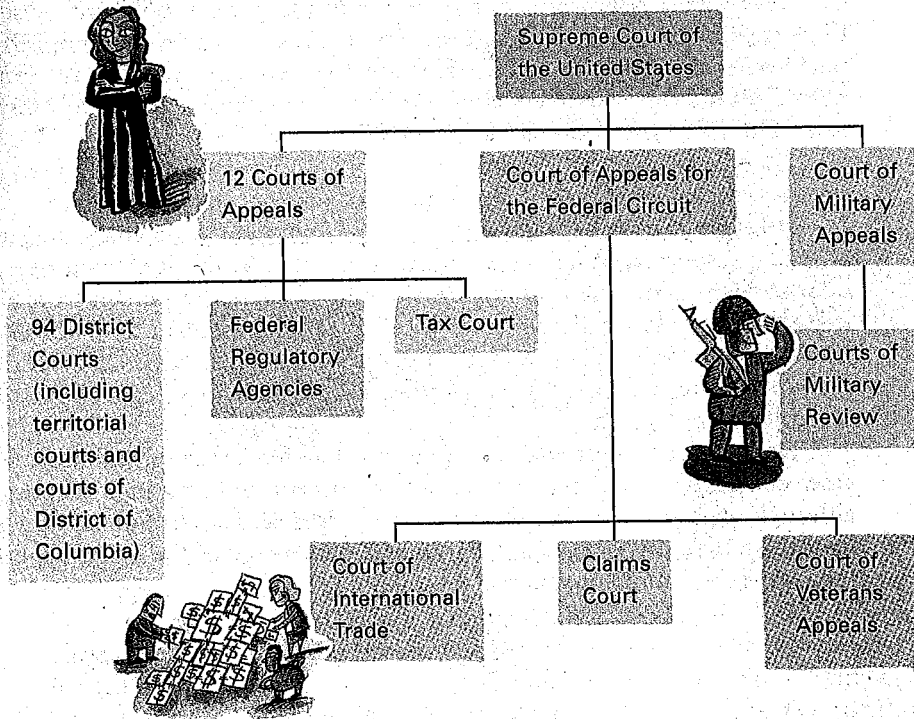 Supreme Court of
the United States
12 Courts of
Appeals
Court of Appeals for
the Federal Circuit
Court of
Military
Appeals
94 District
Courts
(including
territorial
courts and
courts of
District of
Columbia)
Federal
Regulatory
Agencies
Tax Court
Courts of
Military
Review
Court of
International
Trade
Claims
Court
Court of
Veterans
Appeals